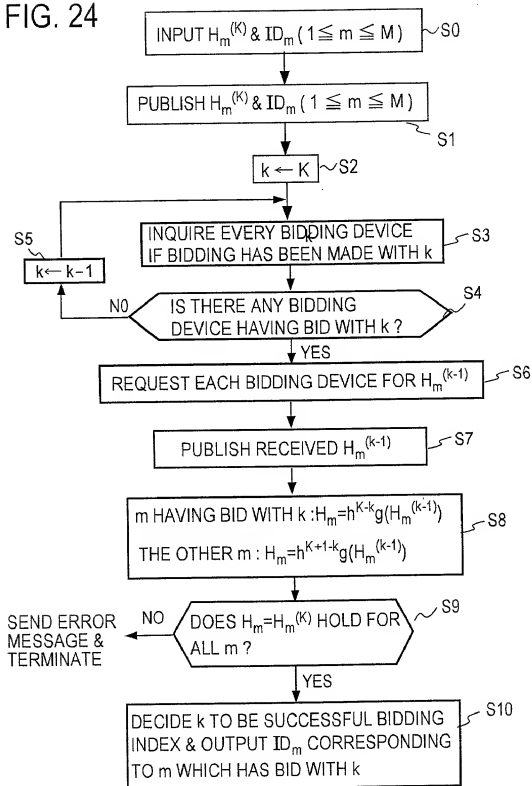 FIG. 24
INPUT Hm(K) & IDm (1 ≦ m ≦ M)
S0
PUBLISH Hm(K) & IDm (1 ≦ m ≦ M)
S1
k ← K
S2
INQUIRE EVERY BIDDING DEVICE
IF BIDDING HAS BEEN MADE WITH k
S3
S5
k ← k-1
NO
IS THERE ANY BIDDING
DEVICE HAVING BID WITH k ?
S4
YES
REQUEST EACH BIDDING DEVICE FOR Hm(k-1)
S6
PUBLISH RECEIVED Hm(k-1)
S7
m HAVING BID WITH k : Hm=hK-kg(Hm(k-1))
THE OTHER m : Hm=hK+1-kg(Hm(k-1))
S8
SEND ERROR
MESSAGE &
TERMINATE
NO
DOES Hm=Hm(K) HOLD FOR
ALL m ?
S9
YES
DECIDE k TO BE SUCCESSFUL BIDDING
INDEX & OUTPUT IDm CORRESPONDING
TO m WHICH HAS BID WITH k
S10